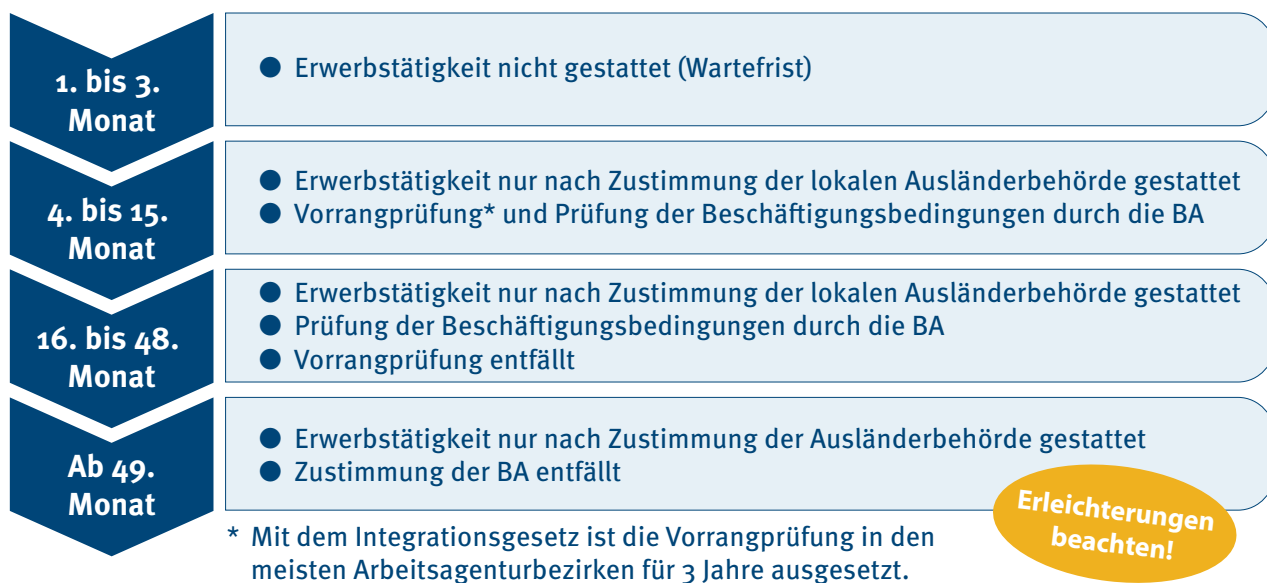 1. bis 3.
Monat
● Erwerbstätigkeit nicht gestattet (Wartefrist)
4. bis 15.
Monat
● Erwerbstätigkeit nur nach Zustimmung der lokalen Ausländerbehörde gestattet
● Vorrangprüfung* und Prüfung der Beschäftigungsbedingungen durch die BA
16. bis 48.
Monat
● Erwerbstätigkeit nur nach Zustimmung der lokalen Ausländerbehörde gestattet
● Prüfung der Beschäftigungsbedingungen durch die BA
● Vorrangprüfung entfällt
Ab 49.
Monat
● Erwerbstätigkeit nur nach Zustimmung der Ausländerbehörde gestattet
● Zustimmung der BA entfällt
Erleichterungen
beachten!
* Mit dem Integrationsgesetz ist die Vorrangprüfung in den
meisten Arbeitsagenturbezirken für 3 Jahre ausgesetzt.